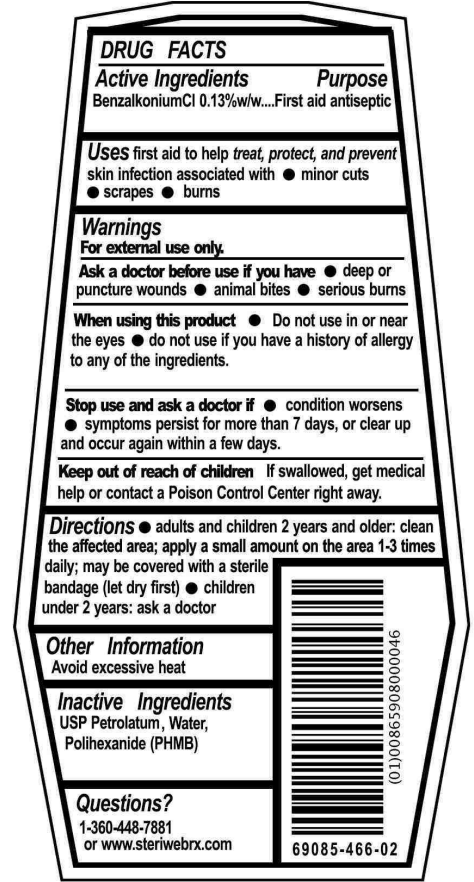 DRUG FACTS
Active Ingredients Purpose
BenzalkoniumCl 0.13%w/w....First aid antiseptic
Uses first aid to help treat, protect, and prevent
skin infection associated with ● minor cuts
● scrapes ● burns
Warnings
For external use only.
Ask a doctor before use if you have ● deep or
puncture wounds ● animal bites ● serious burns
When using this product ● Do not use in or near
the eyes ● do not use if you have a history of allergy
to any of the ingredients.
Stop use and ask a doctor if ● condition worsens
● symptoms persist for more than 7 days, or clear up
and occur again within a few days.
Keep out of reach of children If swallowed, get medical
help or contact a Poison Control Center right away.
Directions ● adults and children 2 years and older: clean
the affected area; apply a small amount on the area 1-3 times
daily; may be covered with a sterile
bandage (let dry first) ● children
under 2 years: ask a doctor
Other Information
Avoid excessive heat
Inactive Ingredients
USP Petrolatum, Water,
Polihexanide (PHMB)
Questions?
1-360-448-7881
or www.steriwebrx.com
(01)00865908000046
69085-466-02